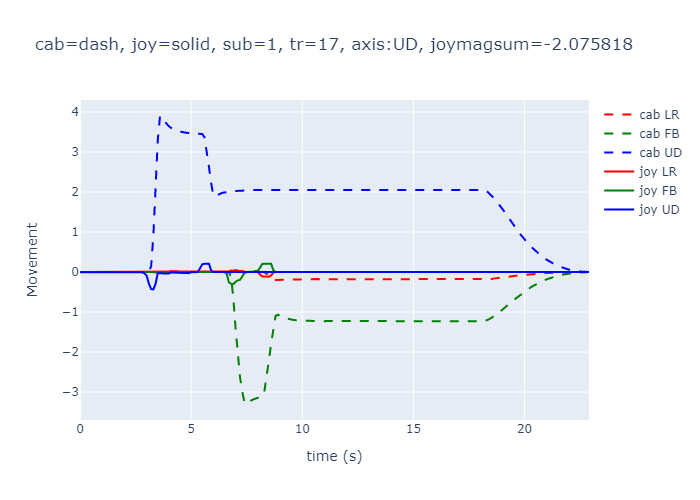 cab=dash, joy=solid, sub=1, tr=17, axis:UD, joymagsum=-2.075818
4
3
2
1
0
−1
−2
−3
Movement
0
5
10
15
20
time (s)
cab LR
cab FB
cab UD
joy LR
joy FB
joy UD